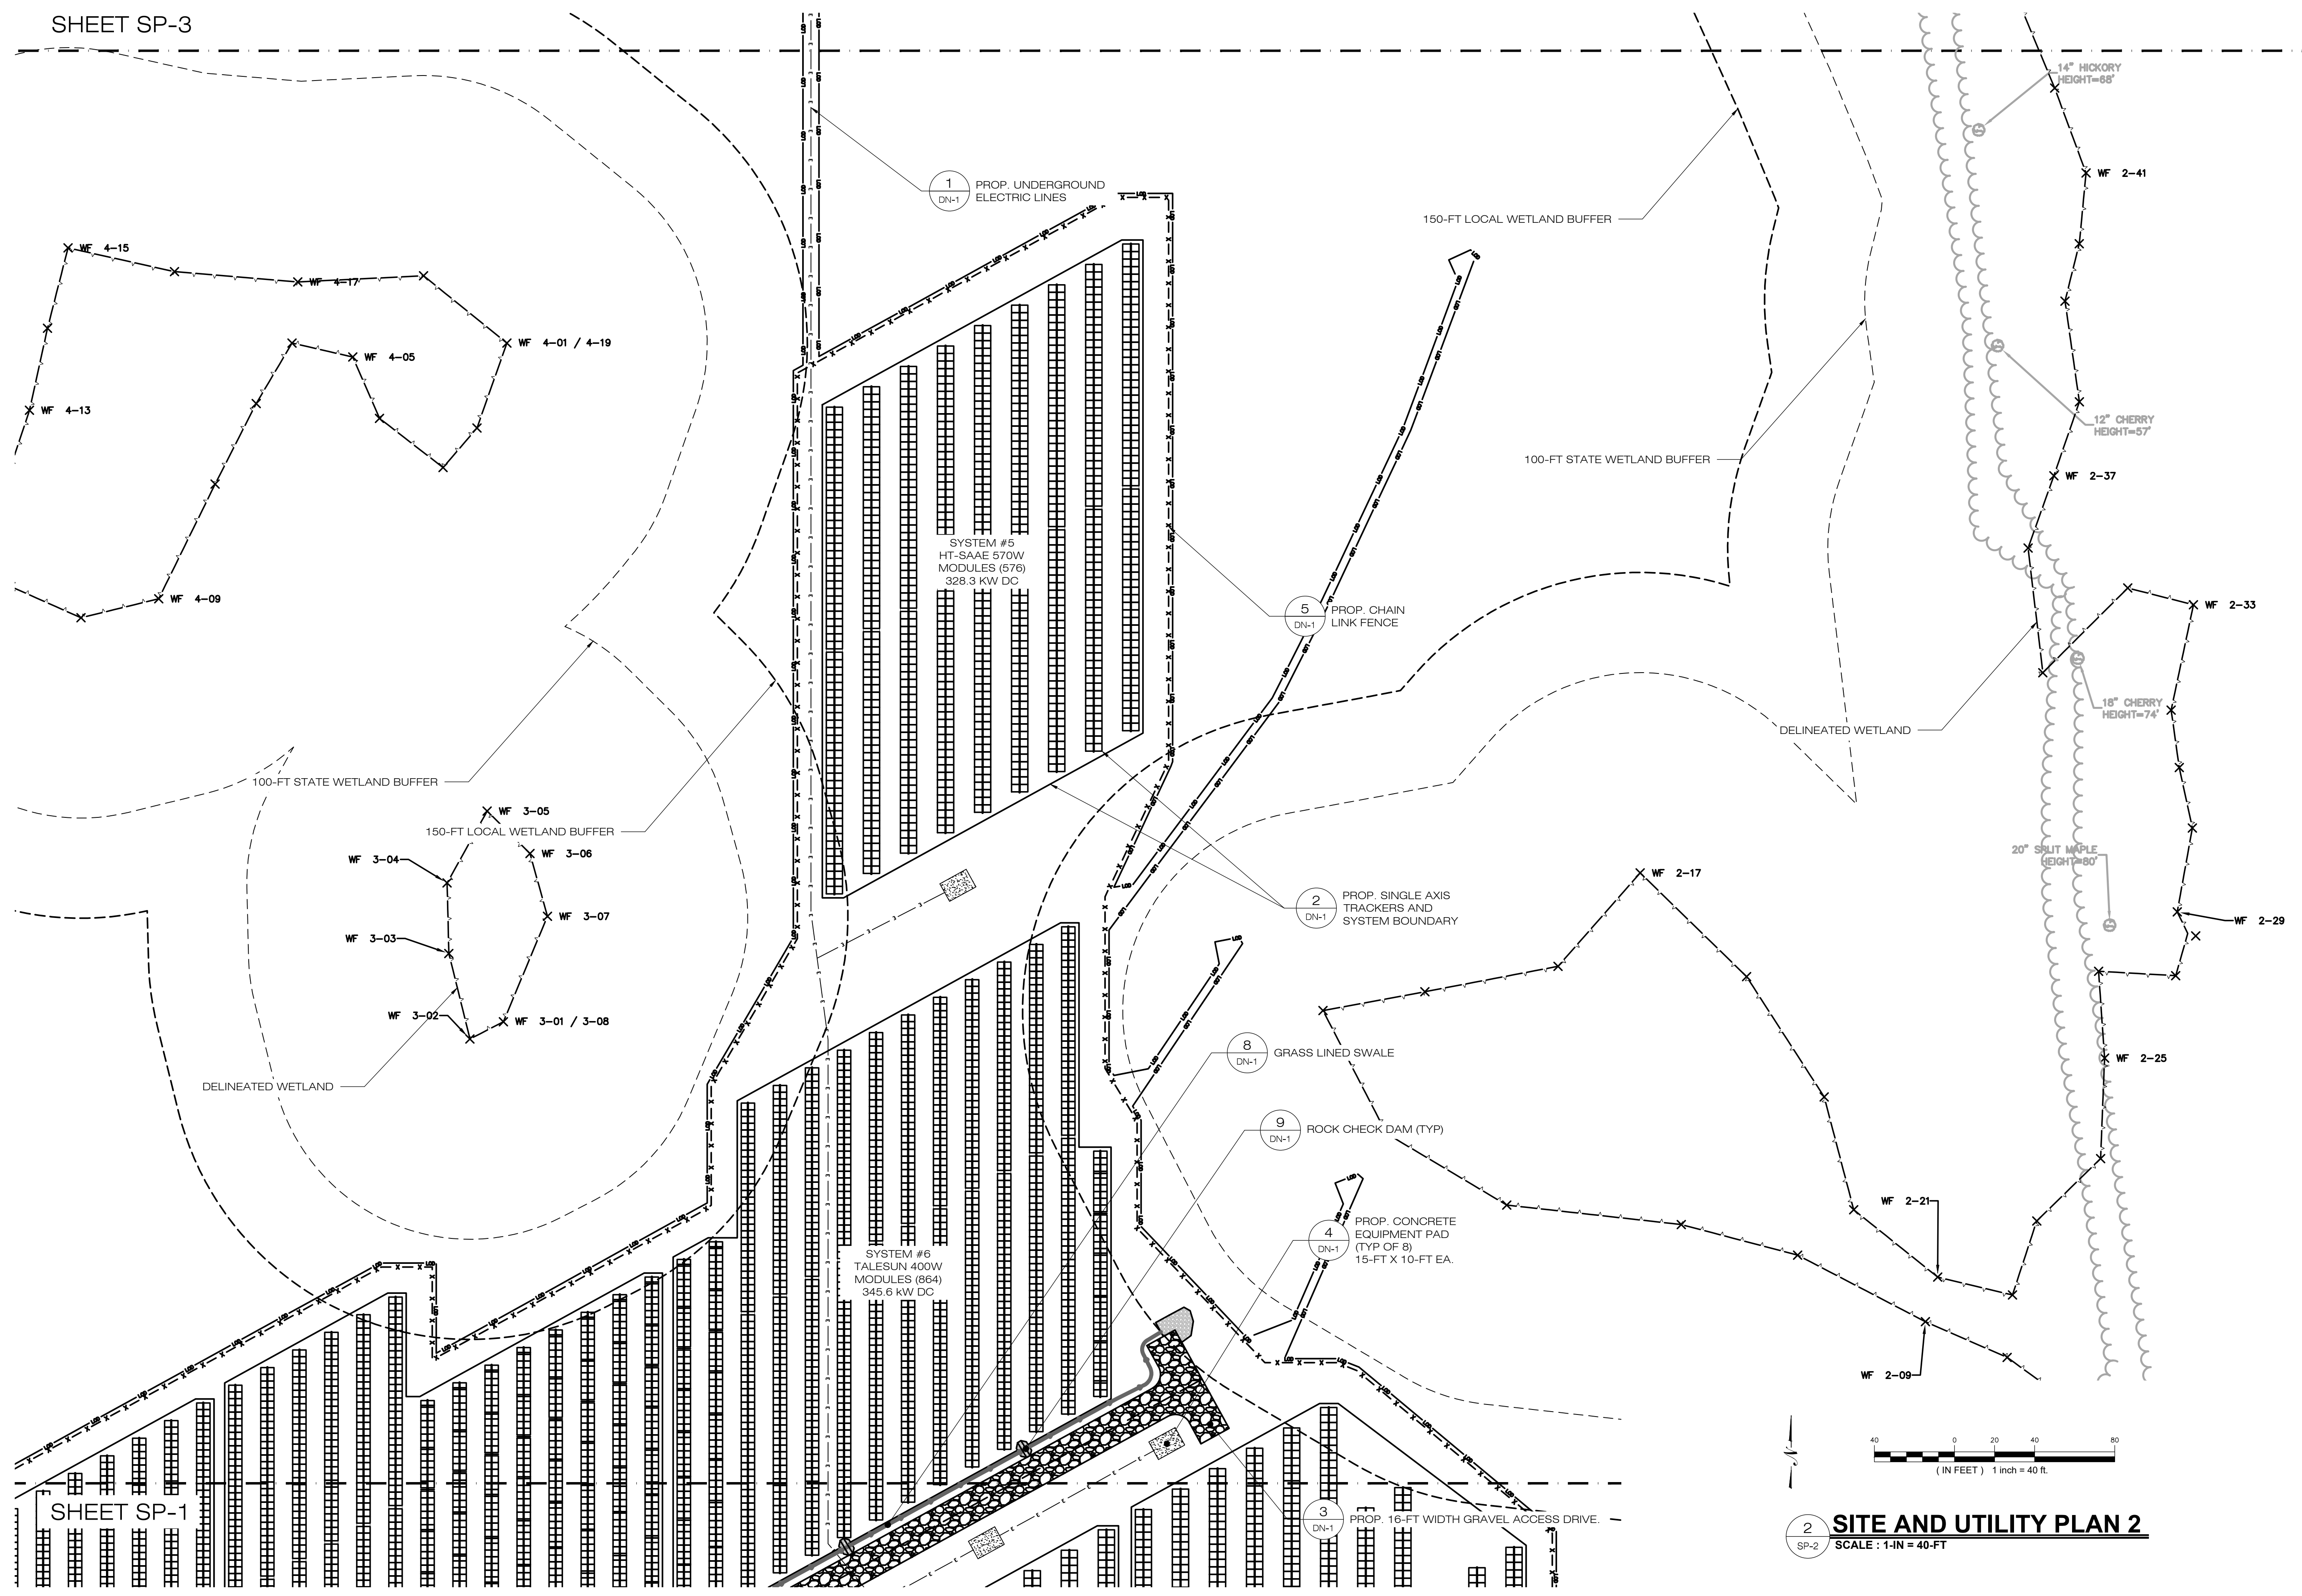 SHEET SP-3
14" HICKORY
HEIGHT=68'
WF 2-41
1
DN-1
PROP. UNDERGROUND
ELECTRIC LINES
150-FT LOCAL WETLAND BUFFER
WF 4-15
WF 4-17
WF 4-01 / 4-19
WF 4-05
WF 4-13
WF 4-09
12" CHERRY
HEIGHT=57'
100-FT STATE WETLAND BUFFER
WF 2-37
SYSTEM #5
HT-SAAE 570W
MODULES (576)
328.3 KW DC
5
DN-1
PROP. CHAIN
LINK FENCE
WF 2-33
18" CHERRY
HEIGHT=74'
DELINEATED WETLAND
100-FT STATE WETLAND BUFFER
WF 3-05
150-FT LOCAL WETLAND BUFFER
WF 3-04
WF 3-06
20" SPLIT MAPLE
HEIGHT=80'
WF 2-17
2
DN-1
PROP. SINGLE AXIS
TRACKERS AND
SYSTEM BOUNDARY
WF 3-07
WF 2-29
WF 3-03
WF 3-02
WF 3-01 / 3-08
8
DN-1
GRASS LINED SWALE
WF 2-25
DELINEATED WETLAND
9
DN-1
ROCK CHECK DAM (TYP)
WF 2-21
4
DN-1
PROP. CONCRETE
EQUIPMENT PAD
(TYP OF 8)
15-FT X 10-FT EA.
SYSTEM #6
TALESUN 400W
MODULES (864)
345.6 kW DC
WF 2-09
40 0 20 40 80
( IN FEET ) 1 inch = 40 ft.
SHEET SP-1
3
DN-1
PROP. 16-FT WIDTH GRAVEL ACCESS DRIVE.
2
SP-2
SITE AND UTILITY PLAN 2
SCALE : 1-IN = 40-FT